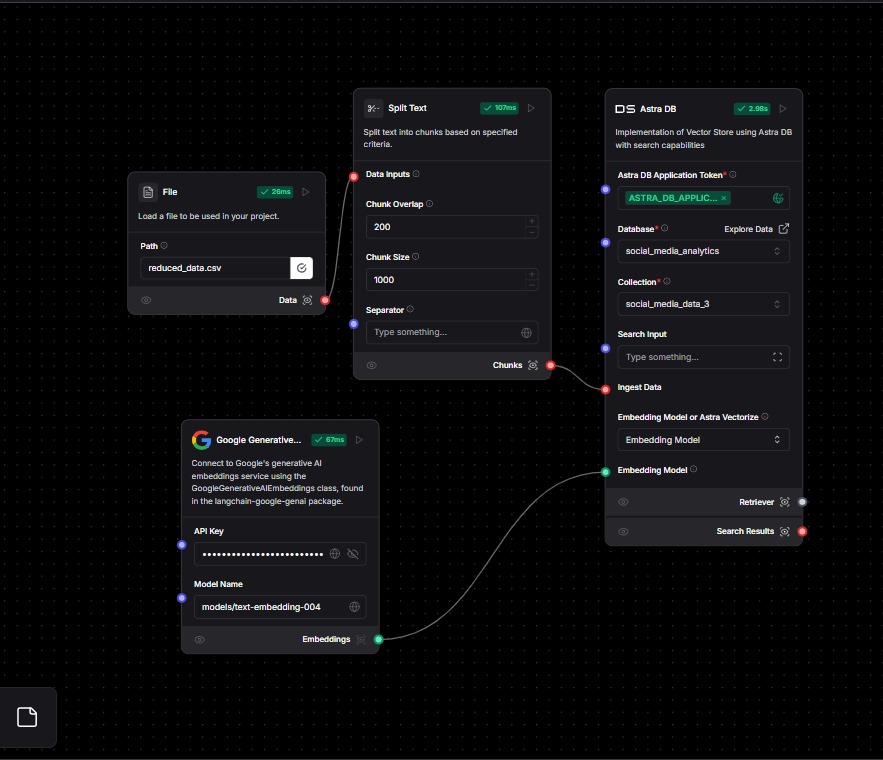 File
26ms
Load a file to be used in your project.
Path
reduced_data.csv
Data
Split Text
107ms
Split text into chunks based on specified
criteria.
Data Inputs
Chunk Overlap
200
Chunk Size
1000
Separator
Type something...
Chunks
Google Generative...
67ms
Connect to Google's generative AI
embeddings service using the
GoogleGenerativeAIEmbeddings class, found
in the langchain-google-genai package.
API Key
••••••••••••••••••••••••
Model Name
models/text-embedding-004
Embeddings
DS Astra DB
2.98s
Implementation of Vector Store using Astra DB
with search capabilities
Astra DB Application Token*
ASTRA_DB_APPLIC... ×
Database* Explore Data
social_media_analytics
Collection*
social_media_data_3
Search Input
Type something...
Ingest Data
Embedding Model or Astra Vectorize
Embedding Model
Embedding Model
Retriever
Search Results